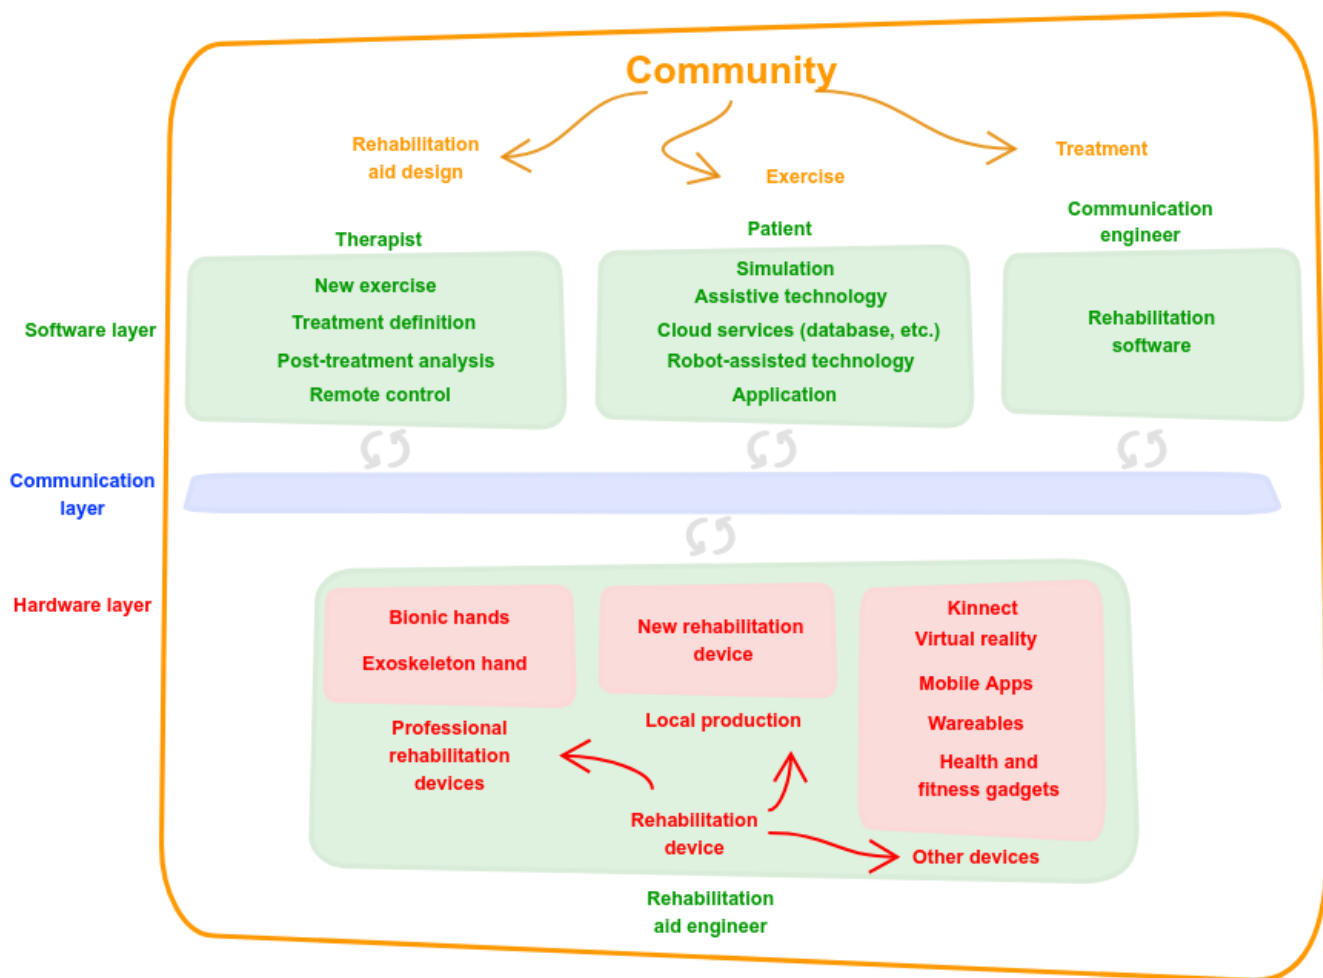 Community
Rehabilitation
aid design
Exercise
Treatment
Therapist
Patient
Communication
engineer
Software layer
New exercise
Treatment definition
Post-treatment analysis
Remote control
Simulation
Assistive technology
Cloud services (database, etc.)
Robot-assisted technology
Application
Rehabilitation
software
Communication
layer
Hardware layer
Bionic hands
Exoskeleton hand
Professional
rehabilitation
devices
New rehabilitation
device
Local production
Kinnect
Virtual reality
Mobile Apps
Wareables
Health and
fitness gadgets
Rehabilitation
device
Other devices
Rehabilitation
aid engineer